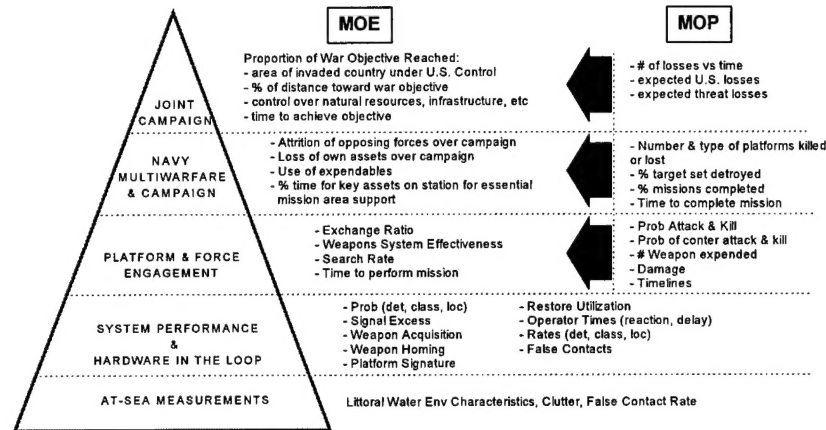 MOE
MOP
JOINT
CAMPAIGN
Proportion of War Objective Reached:
- area of invaded country under U.S. Control
- % of distance toward war objective
- control over natural resources, infrastructure, etc
- time to achieve objective
- # of losses vs time
- expected U.S. losses
- expected threat losses
NAVY
MULTIWARFARE
& CAMPAIGN
- Attrition of opposing forces over campaign
- Loss of own assets over campaign
- Use of expendables
- % time for key assets on station for essential
mission area support
- Number & type of platforms killed
or lost
- % target set detroyed
- % missions completed
- Time to complete mission
PLATFORM & FORCE
ENGAGEMENT
- Exchange Ratio
- Weapons System Effectiveness
- Search Rate
- Time to perform mission
- Prob Attack & Kill
- Prob of conter attack & kill
- # Weapon expended
- Damage
- Timelines
SYSTEM PERFORMANCE
&
HARDWARE IN THE LOOP
- Prob (det, class, loc)
- Signal Excess
- Weapon Acquisition
- Weapon Homing
- Platform Signature
- Restore Utilization
- Operator Times (reaction, delay)
- Rates (det, class, loc)
- False Contacts
AT-SEA MEASUREMENTS
Littoral Water Env Characteristics, Clutter, False Contact Rate